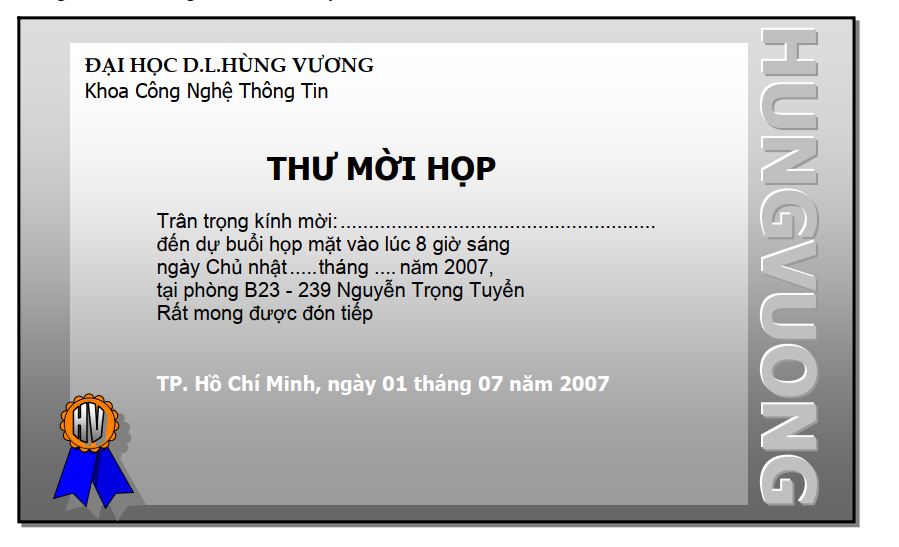 ĐẠI HỌC D.L.HÙNG VƯƠNG
Khoa Công Nghệ Thông Tin
THƯ MỜI HỌP
Trân trọng kính mời:........................................................
đến dự buổi họp mặt vào lúc 8 giờ sáng
ngày Chủ nhật.....tháng .... năm 2007,
tại phòng B23 - 239 Nguyễn Trọng Tuyển
Rất mong được đón tiếp
TP. Hồ Chí Minh, ngày 01 tháng 07 năm 2007
HV
HUNGVUONG